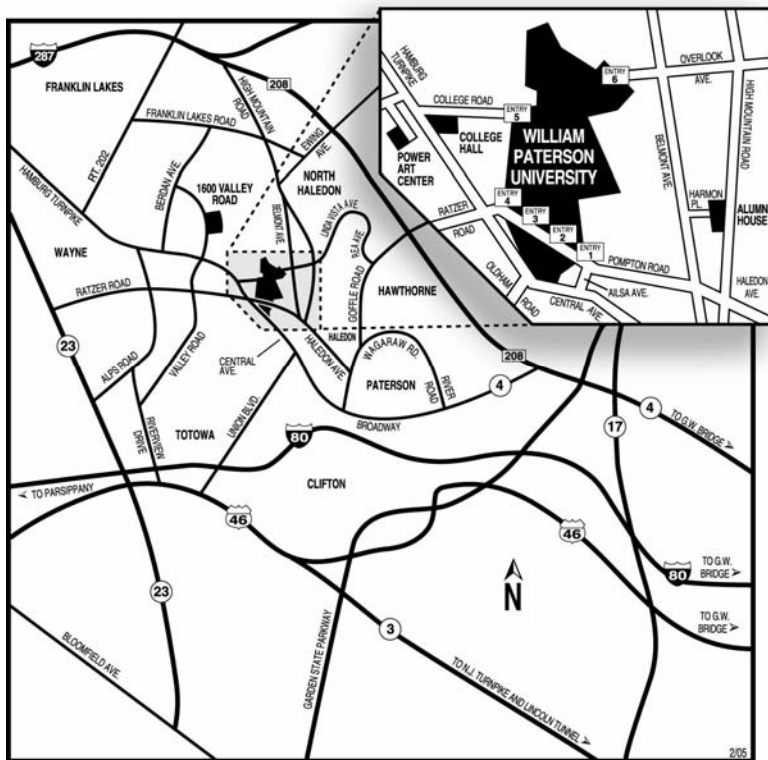 287
FRANKLIN LAKES
208
HIGH MOUNTAIN
ROAD
FRANKLIN LAKES ROAD
EWING
AVE.
HAMBURG TURNPIKE
RT. 202
BERDAN AVE.
1600 VALLEY
ROAD
NORTH
HALEDON
BELMONT AVE.
LINDA VISTA AVE.
REA AVE.
RATZER
ROAD
WAYNE
RATZER ROAD
GOFFLE ROAD
HAWTHORNE
HALEDON
HALEDON AVE.
CENTRAL
AVE.
WAGARAW RD.
PATERSON
RIVER
ROAD
208
4
4
TO G.W. BRIDGE
23
ALPS ROAD
VALLEY ROAD
RIVERVIEW
DRIVE
TOTOWA
UNION BLVD.
BROADWAY
17
80
CLIFTON
TO PARSIPPANY
46
46
80
TO G.W.
BRIDGE
TO G.W.
BRIDGE
N
23
3
BLOOMFIELD AVE.
GARDEN STATE PARKWAY
TO N.J. TURNPIKE AND LINCOLN TUNNEL
2/05
HAMBURG
TURNPIKE
COLLEGE ROAD
ENTRY
5
ENTRY
6
OVERLOOK
AVE.
COLLEGE
HALL
POWER
ART
CENTER
WILLIAM
PATERSON
UNIVERSITY
BELMONT AVE.
HIGH MOUNTAIN ROAD
HARMON
PL.
ALUMNI
HOUSE
ENTRY
4
ENTRY
3
ENTRY
2
ENTRY
1
POMPTON ROAD
HALEDON
AVE.
OLDHAM
ROAD
CENTRAL AVE.
AILSA AVE.